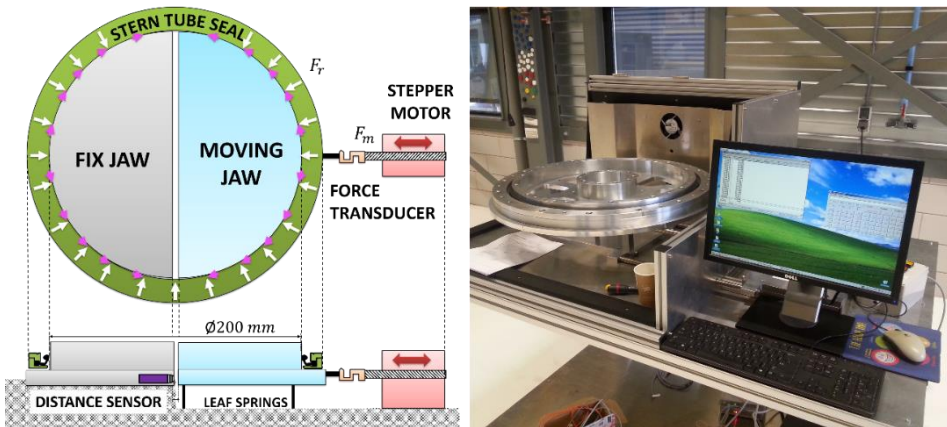 STERN TUBE SEAL
F_r
STEPPER
MOTOR
F_m
FIX JAW
MOVING
JAW
FORCE
TRANSDUCER
Ø200 mm
DISTANCE SENSOR
LEAF SPRINGS
DELL